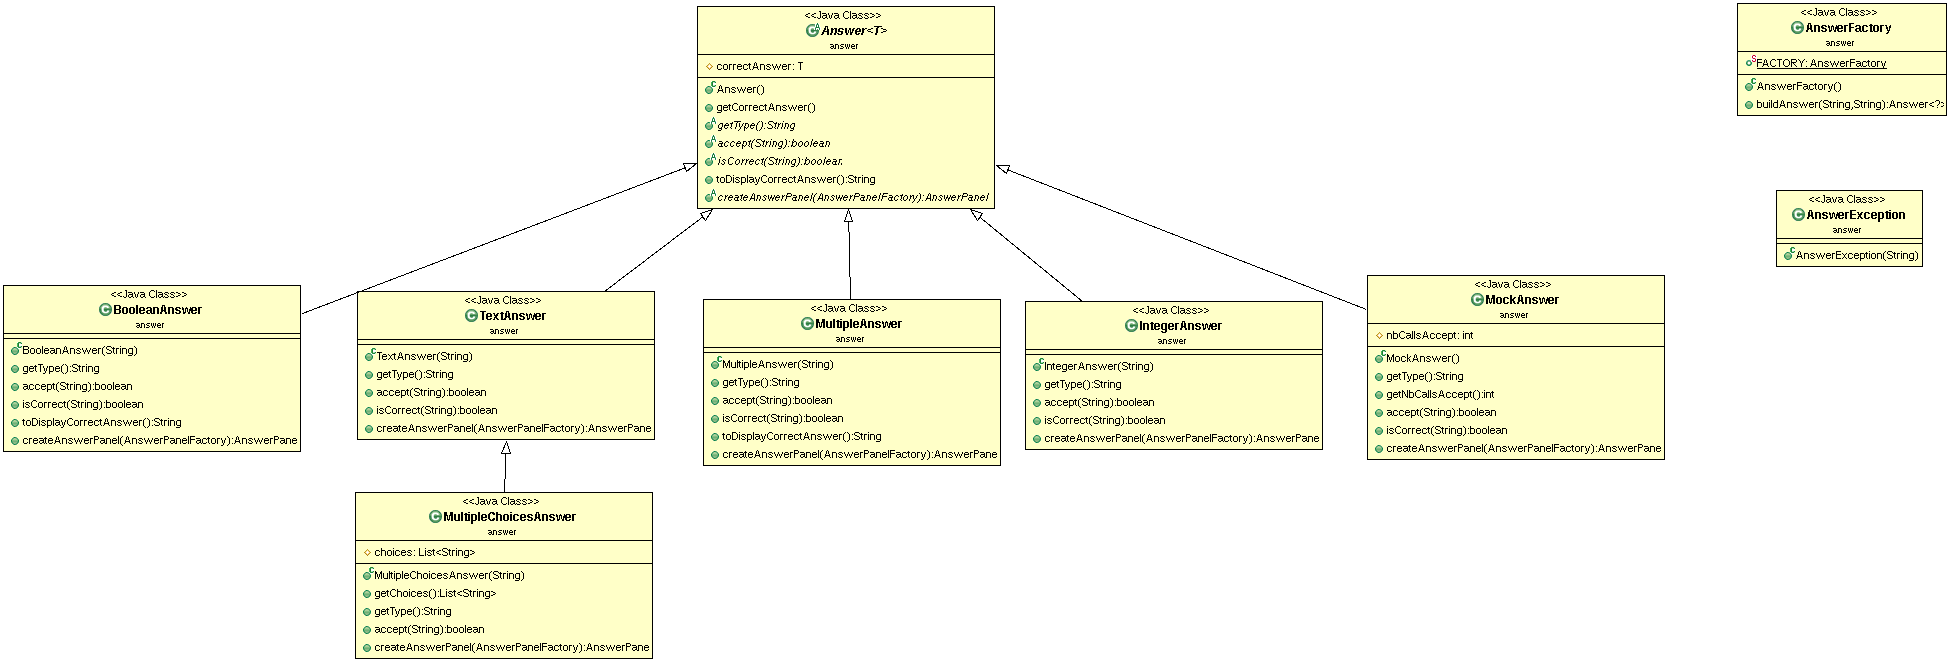 <<Java Class>>
Answer<T>
answer
correctAnswer: T
Answer()
getCorrectAnswer()
getType():String
accept(String):boolean
isCorrect(String):boolean
toDisplayCorrectAnswer():String
createAnswerPanel(AnswerPanelFactory):AnswerPanel
<<Java Class>>
AnswerFactory
answer
FACTORY: AnswerFactory
AnswerFactory()
buildAnswer(String,String):Answer<?>
<<Java Class>>
AnswerException
answer
AnswerException(String)
<<Java Class>>
BooleanAnswer
answer
BooleanAnswer(String)
getType():String
accept(String):boolean
isCorrect(String):boolean
toDisplayCorrectAnswer():String
createAnswerPanel(AnswerPanelFactory):AnswerPane
<<Java Class>>
TextAnswer
answer
TextAnswer(String)
getType():String
accept(String):boolean
isCorrect(String):boolean
createAnswerPanel(AnswerPanelFactory):AnswerPane
<<Java Class>>
MultipleAnswer
answer
MultipleAnswer(String)
getType():String
accept(String):boolean
isCorrect(String):boolean
toDisplayCorrectAnswer():String
createAnswerPanel(AnswerPanelFactory):AnswerPane
<<Java Class>>
IntegerAnswer
answer
IntegerAnswer(String)
getType():String
accept(String):boolean
isCorrect(String):boolean
createAnswerPanel(AnswerPanelFactory):AnswerPane
<<Java Class>>
MockAnswer
answer
nbCallsAccept: int
MockAnswer()
getType():String
getNbCallsAccept():int
accept(String):boolean
isCorrect(String):boolean
createAnswerPanel(AnswerPanelFactory):AnswerPane
<<Java Class>>
MultipleChoicesAnswer
answer
choices: List<String>
MultipleChoicesAnswer(String)
getChoices():List<String>
getType():String
accept(String):boolean
createAnswerPanel(AnswerPanelFactory):AnswerPane